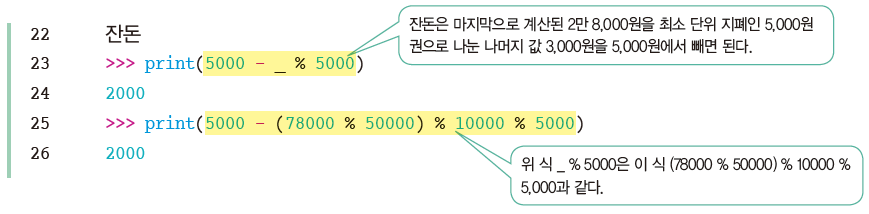 잔돈은 마지막으로 계산된 2만 8,000원을 최소 단위 지폐인 5,000원
권으로 나눈 나머지 값 3,000원을 5,000원에서 빼면 된다.
22 잔돈
23 >>> print(5000 - _ % 5000)
24 2000
25 >>> print(5000 - (78000 % 50000) % 10000 % 5000)
26 2000
위 식 _ % 5000은 이 식 (78000 % 50000) % 10000 %
5,000과 같다.